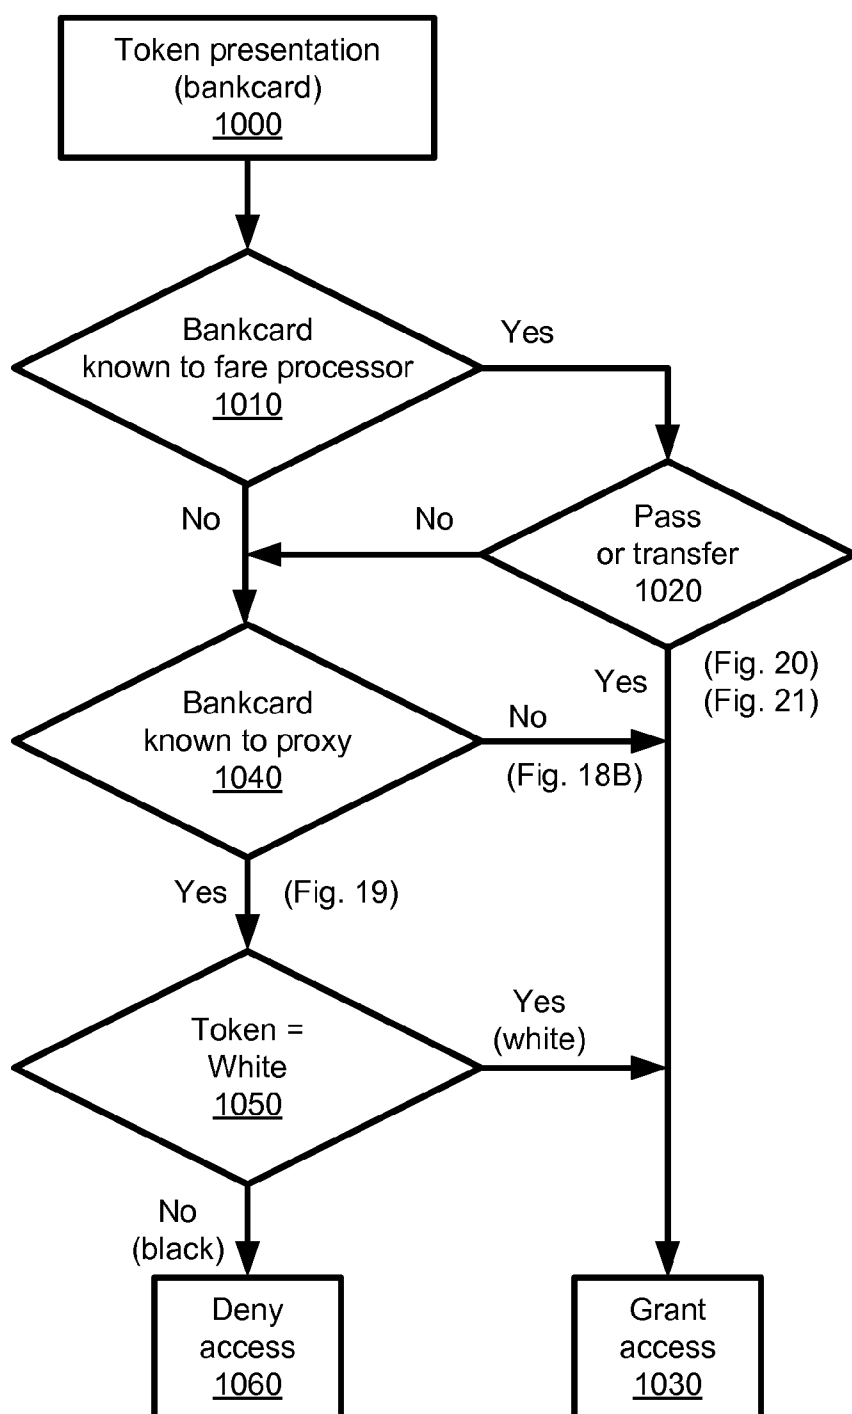 Token presentation
(bankcard)
1000
Bankcard
known to fare processor
1010
Yes
No
No
Pass
or transfer
1020
Yes
(Fig. 20)
(Fig. 21)
Bankcard
known to proxy
1040
No
(Fig. 18B)
Yes
(Fig. 19)
Token =
White
1050
Yes
(white)
No
(black)
Deny
access
1060
Grant
access
1030